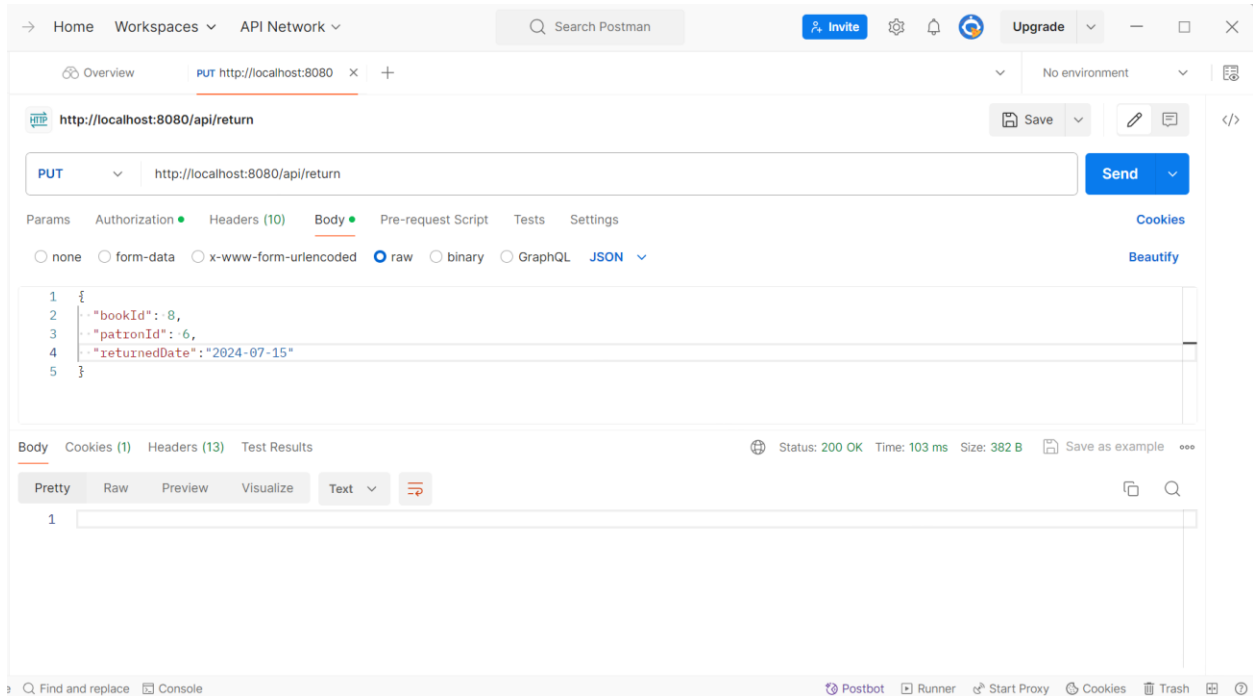 Home Workspaces API Network Search Postman Invite Upgrade
Overview PUT http://localhost:8080 No environment
HTTP http://localhost:8080/api/return Save
PUT http://localhost:8080/api/return Send
Params Authorization Headers (10) Body Pre-request Script Tests Settings Cookies
none form-data x-www-form-urlencoded raw binary GraphQL JSON Beautify
1 {
2 "bookId": 8,
3 "patronId": 6,
4 "returnedDate":"2024-07-15"
5 }
Body Cookies (1) Headers (13) Test Results Status: 200 OK Time: 103 ms Size: 382 B Save as example
Pretty Raw Preview Visualize Text
1
e Find and replace Console Postbot Runner Start Proxy Cookies Trash